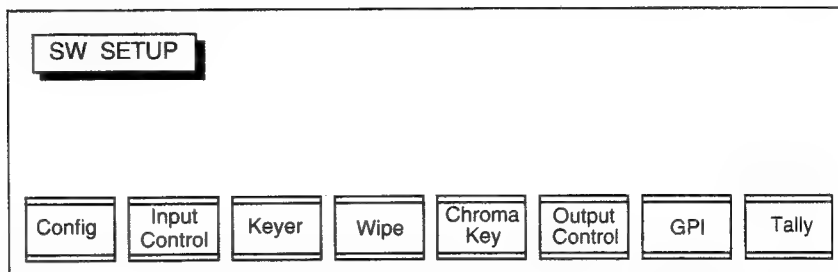 SW SETUP
Config
Input
Control
Keyer
Wipe
Chroma
Key
Output
Control
GPI
Tally